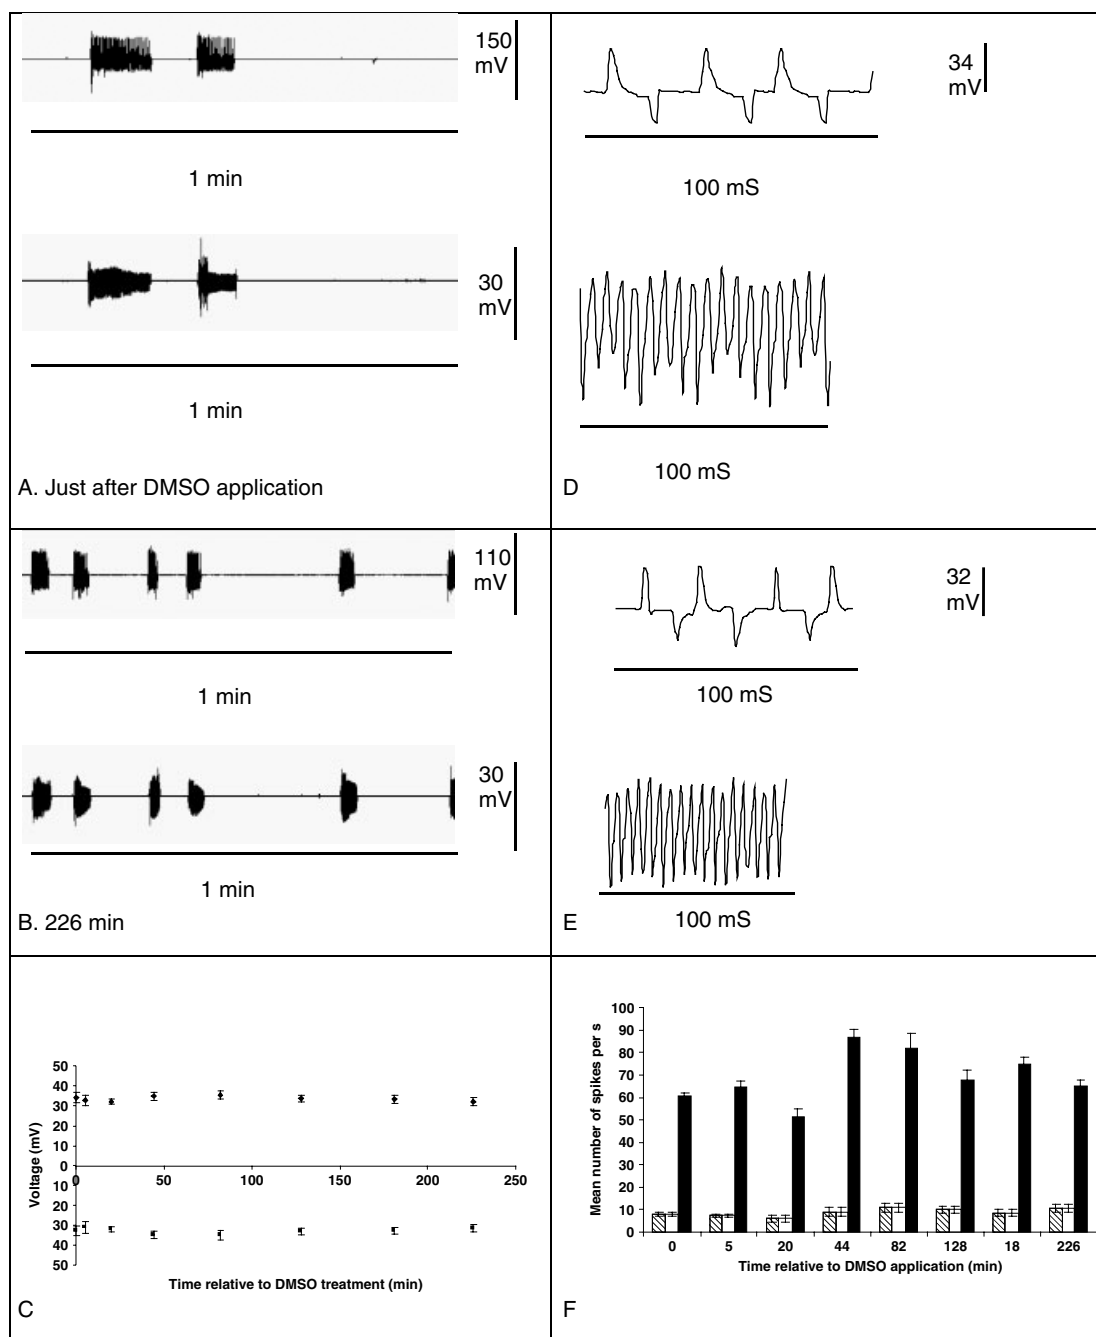 150
mV
1 min
30
mV
1 min
A. Just after DMSO application
34
mV
100 mS
100 mS
D
110
mV
1 min
30
mV
1 min
B. 226 min
32
mV
100 mS
100 mS
E
50
40
30
20
10
0
10
20
30
40
50
0 50 100 150 200 250
Voltage (mV)
Time relative to DMSO treatment (min)
C
100
90
80
70
60
50
40
30
20
10
0
Mean number of spikes per s
0 5 20 44 82 128 18 226
Time relative to DMSO application (min)
F